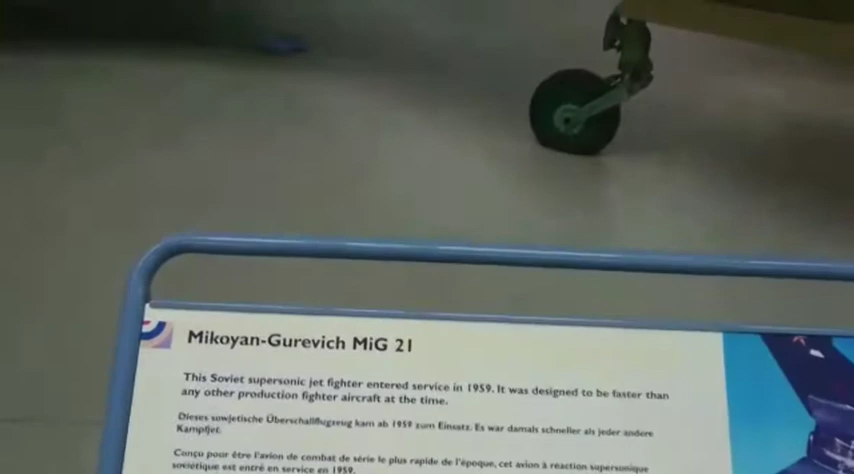 Mikoyan-Gurevich MiG 21
This Soviet supersonic jet fighter entered service in 1959. It was designed to be faster than
any other production fighter aircraft at the time.
Dieses sowjetische Überschallflugzeug kam ab 1959 zum Einsatz. Es war damals schneller als jeder andere
Kampfjet.
Conçu pour être l'avion de combat de série le plus rapide de l'époque, cet avion à réaction supersonique
soviétique est entré en service en 1959.